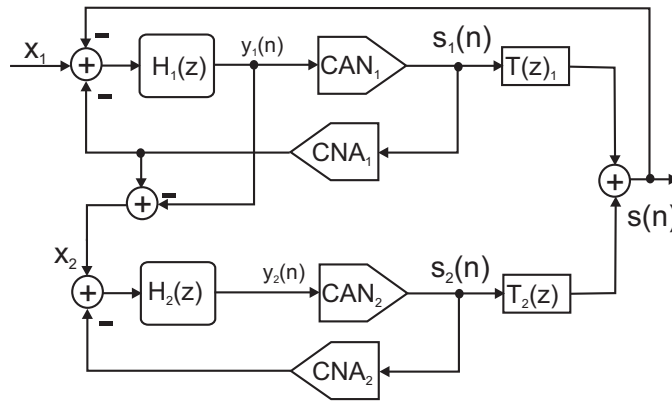 x₁
H₁(z)
y₁(n)
CAN₁
s₁(n)
T(z)₁
CNA₁
s(n)
x₂
H₂(z)
y₂(n)
CAN₂
s₂(n)
T₂(z)
CNA₂